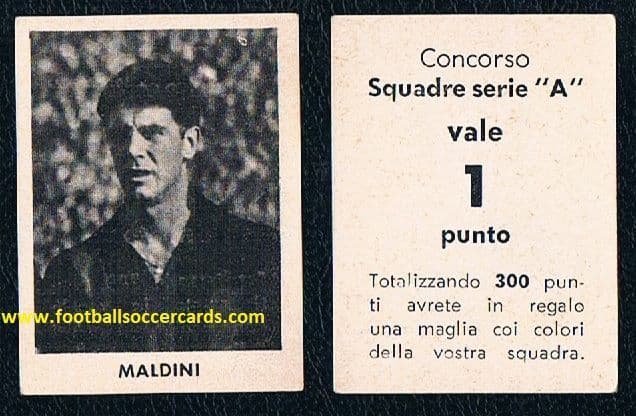 www.footballsoccercards.com
MALDINI
Concorso
Squadre serie "A"
vale
1
punto
Totalizzando 300 pun-
ti avrete in regalo
una maglia coi colori
della vostra squadra.